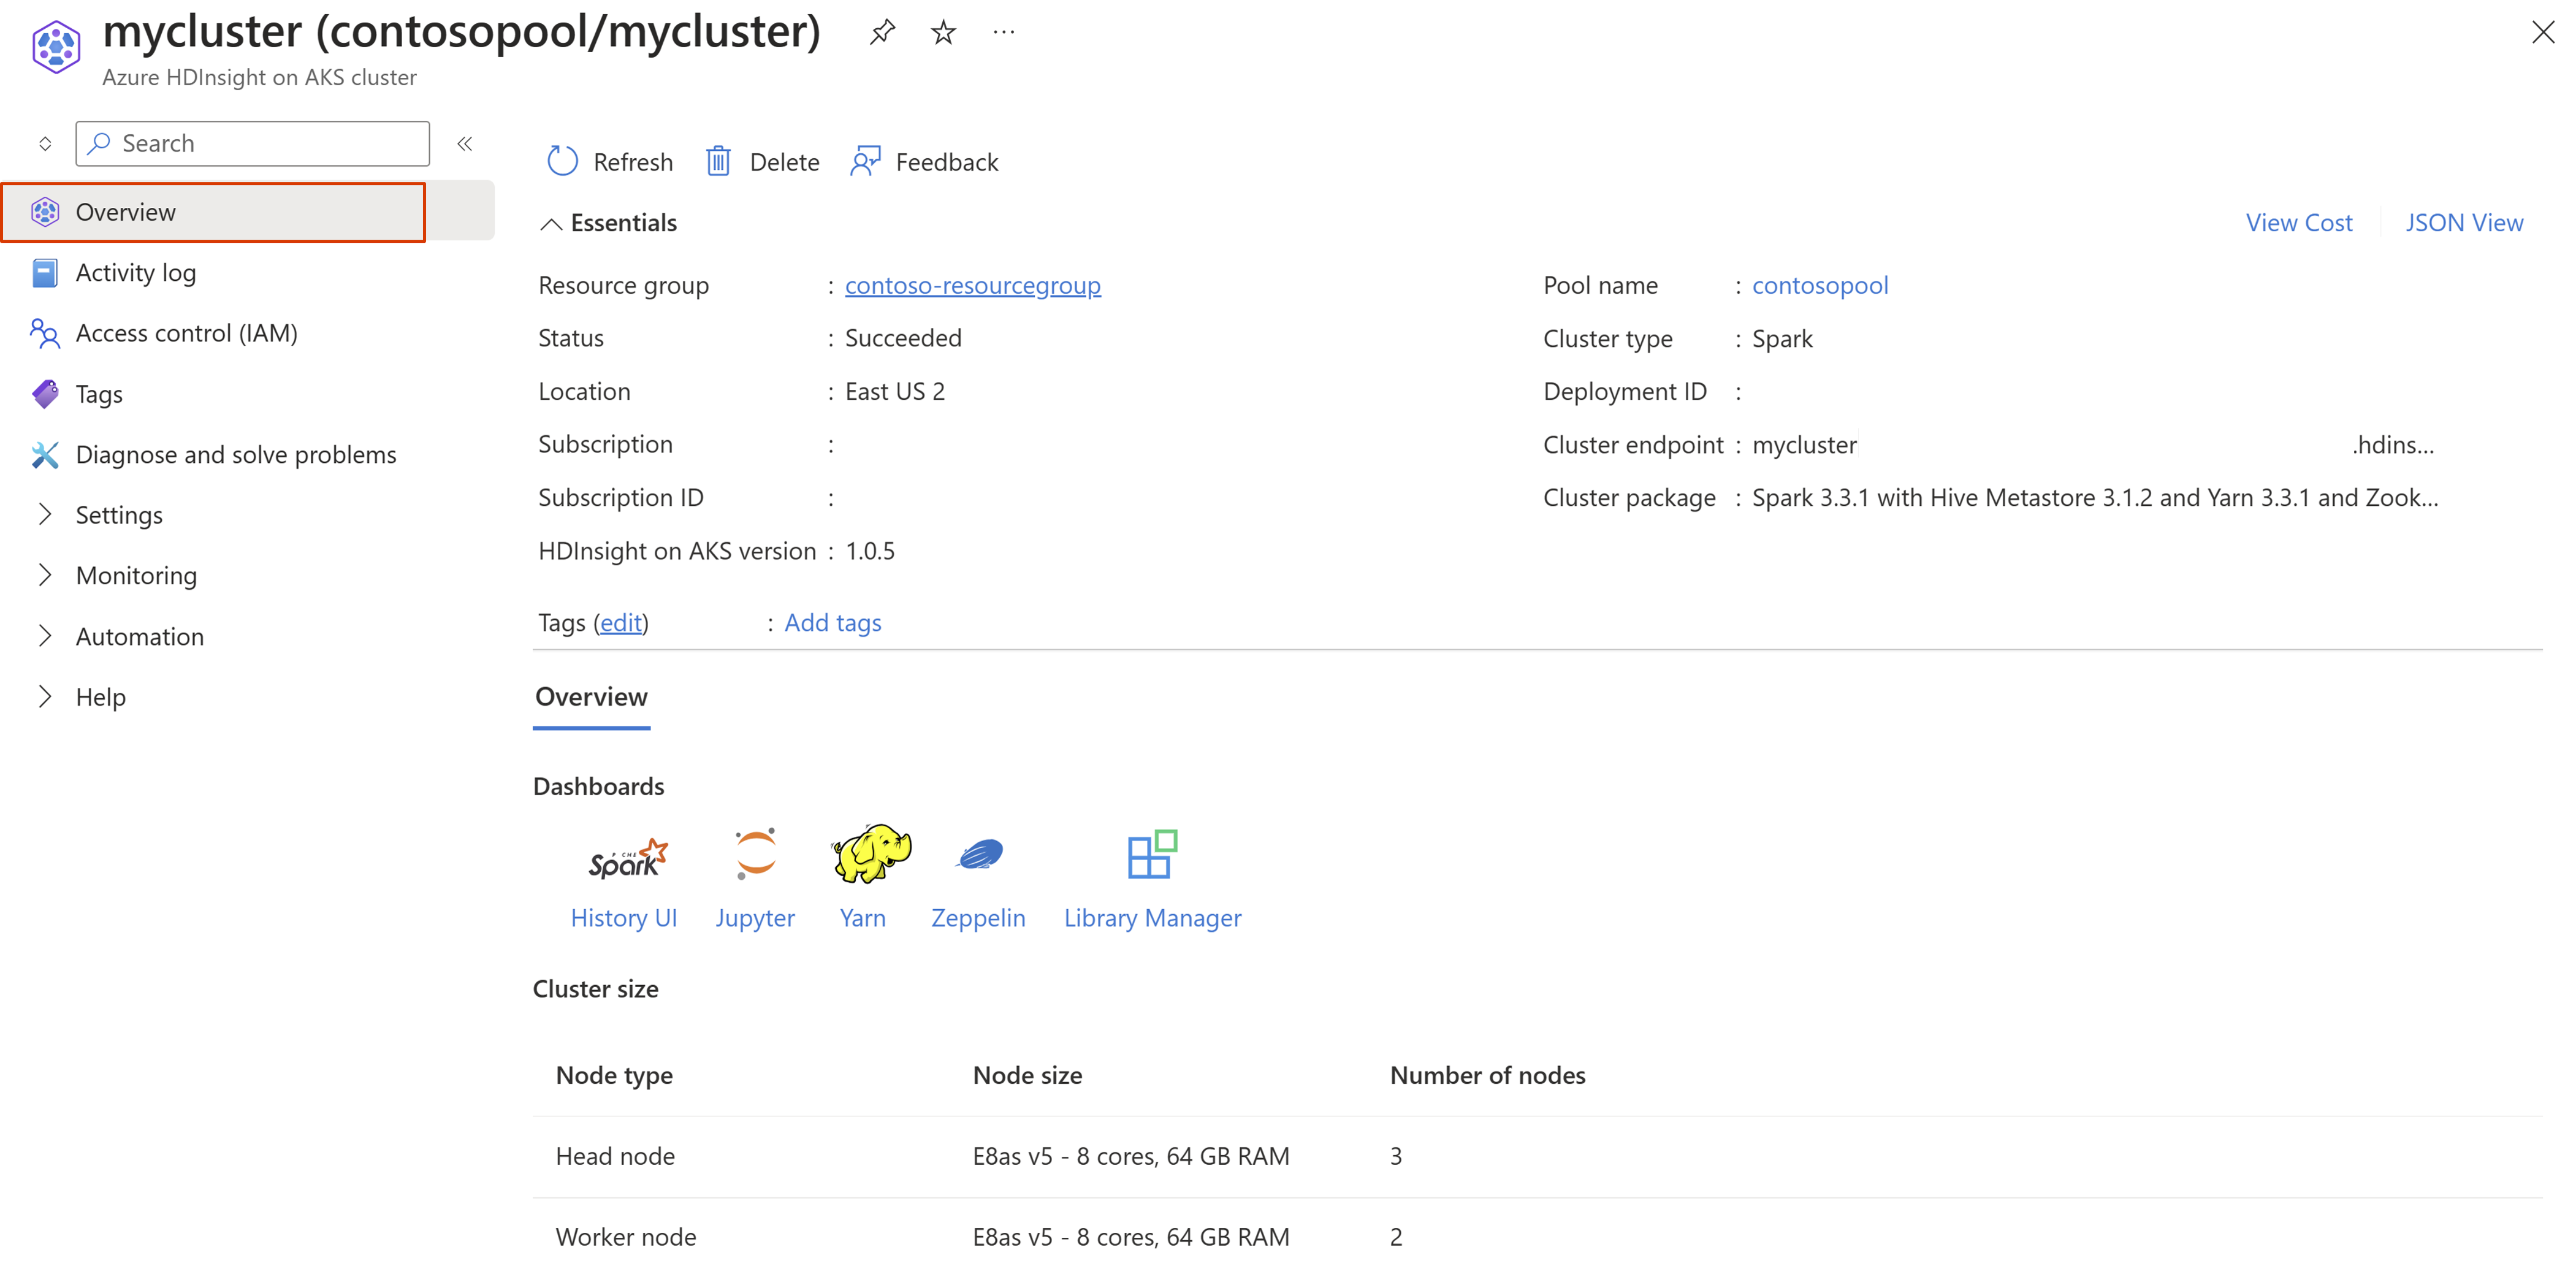 mycluster (contosopool/mycluster)
Azure HDInsight on AKS cluster
Search
Overview
Activity log
Access control (IAM)
Tags
Diagnose and solve problems
Settings
Monitoring
Automation
Help
Refresh Delete Feedback
Essentials View Cost JSON View
Resource group : contoso-resourcegroup
Status : Succeeded
Location : East US 2
Subscription :
Subscription ID :
HDInsight on AKS version : 1.0.5
Pool name : contosopool
Cluster type : Spark
Deployment ID :
Cluster endpoint : mycluster .hdins...
Cluster package : Spark 3.3.1 with Hive Metastore 3.1.2 and Yarn 3.3.1 and Zook...
Tags (edit) : Add tags
Overview
Dashboards
Spark
History UI Jupyter Yarn Zeppelin Library Manager
Cluster size
Node type Node size Number of nodes
Head node E8as v5 - 8 cores, 64 GB RAM 3
Worker node E8as v5 - 8 cores, 64 GB RAM 2